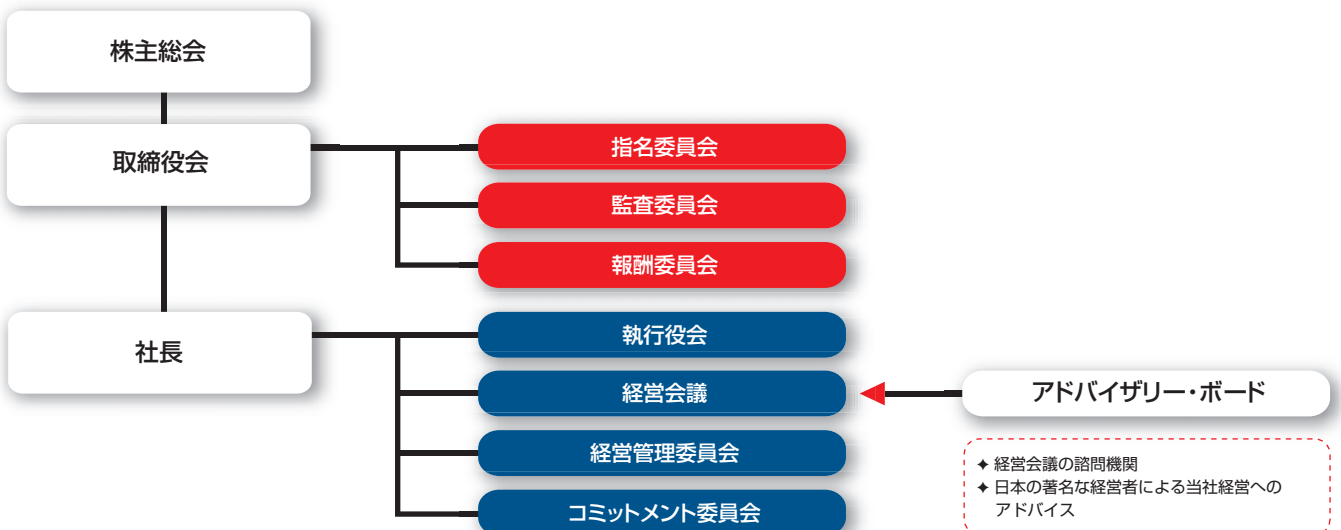 株主総会
取締役会
指名委員会
監査委員会
報酬委員会
社長
執行役会
経営会議
経営管理委員会
コミットメント委員会
アドバイザリー・ボード
✦ 経営会議の諮問機関
✦ 日本の著名な経営者による当社経営への
アドバイス